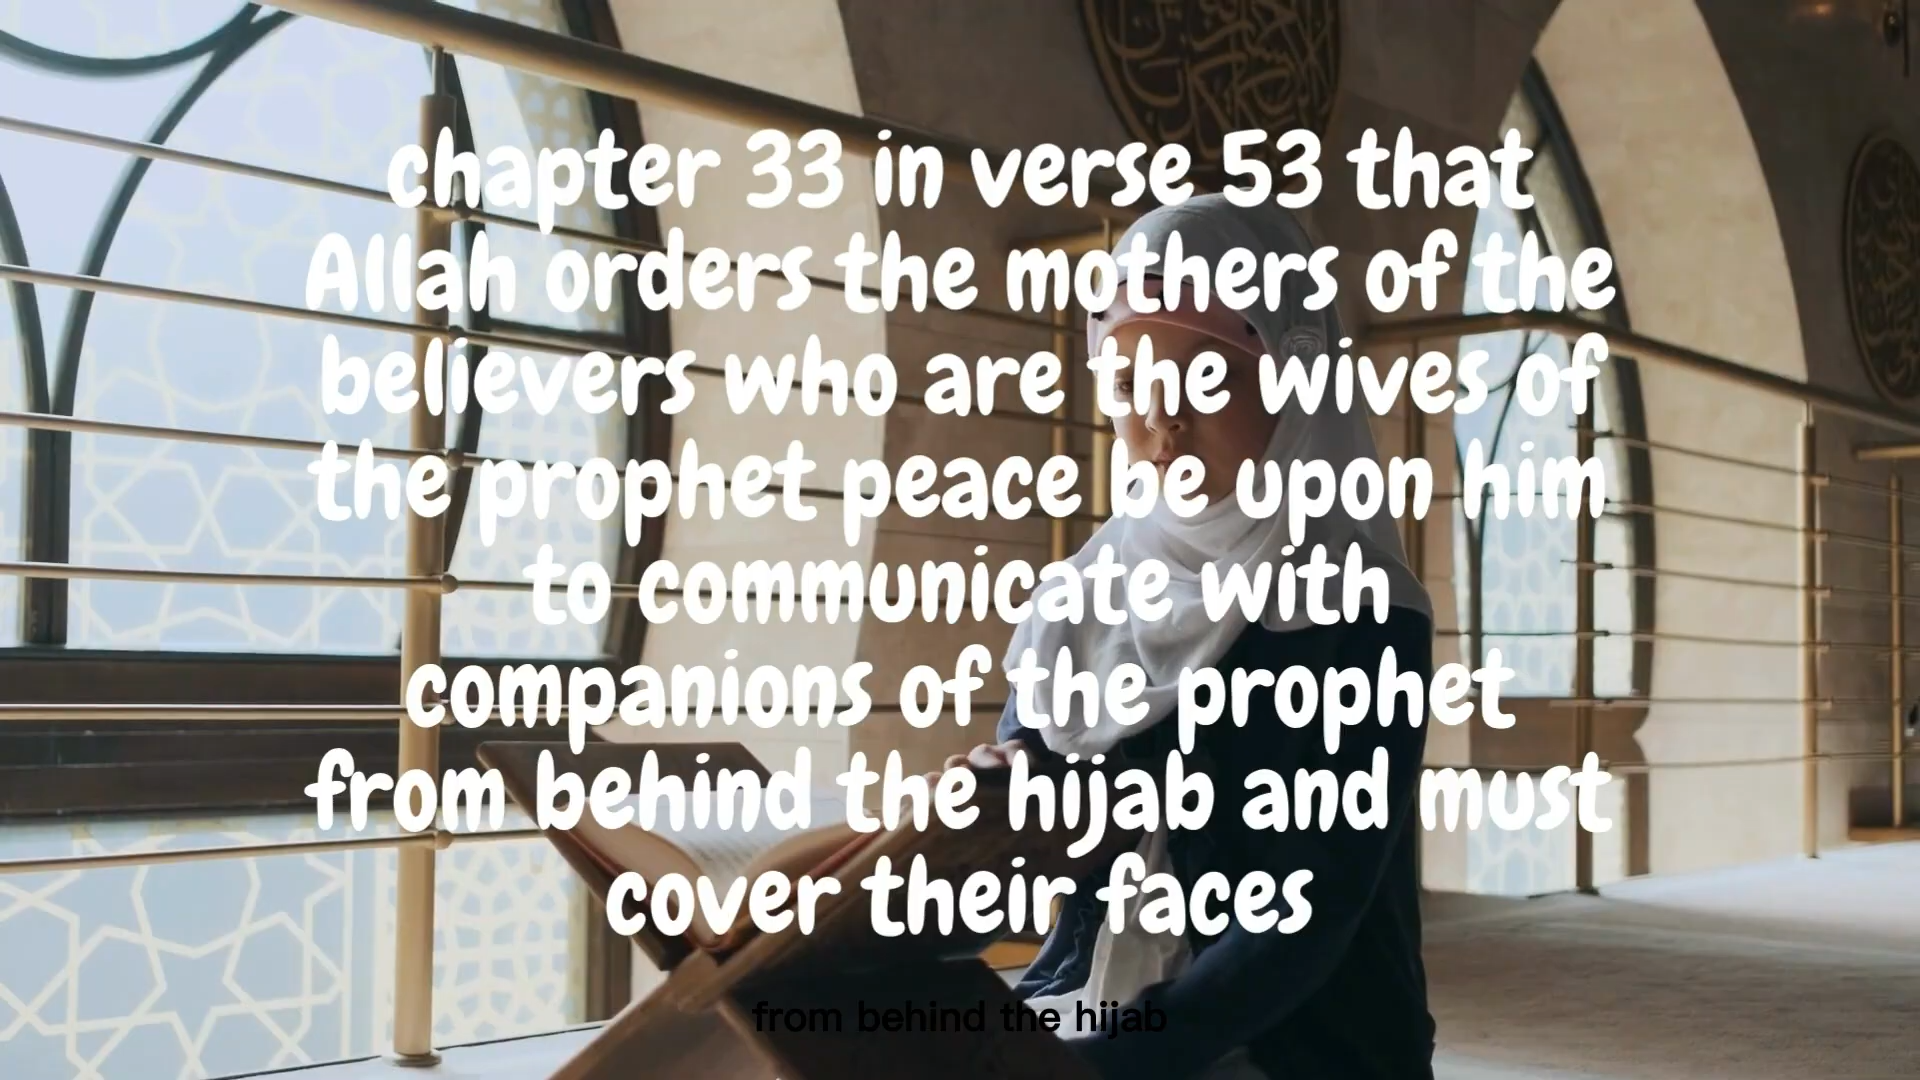 chapter 33 in verse 53 that
Allah orders the mothers of the
believers who are the wives of
the prophet peace be upon him
to communicate with
companions of the prophet
from behind the hijab and must
cover their faces
from behind the hijab